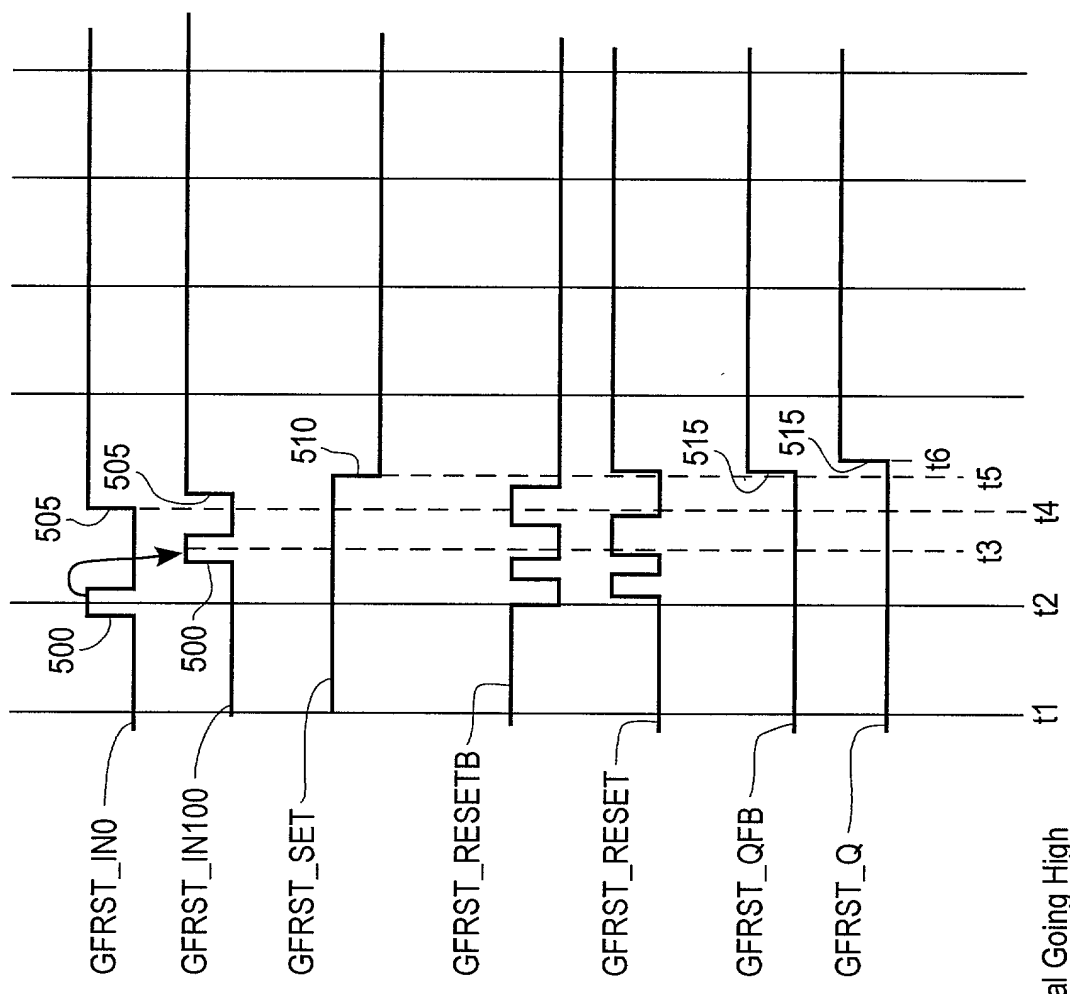 500
505
GFRST_IN0
505
500
GFRST_IN100
510
GFRST_SET
GFRST_RESETB
GFRST_RESET
515
GFRST_QFB
515
GFRST_Q
t1
t2
t3
t4
t5
t6
al Going High